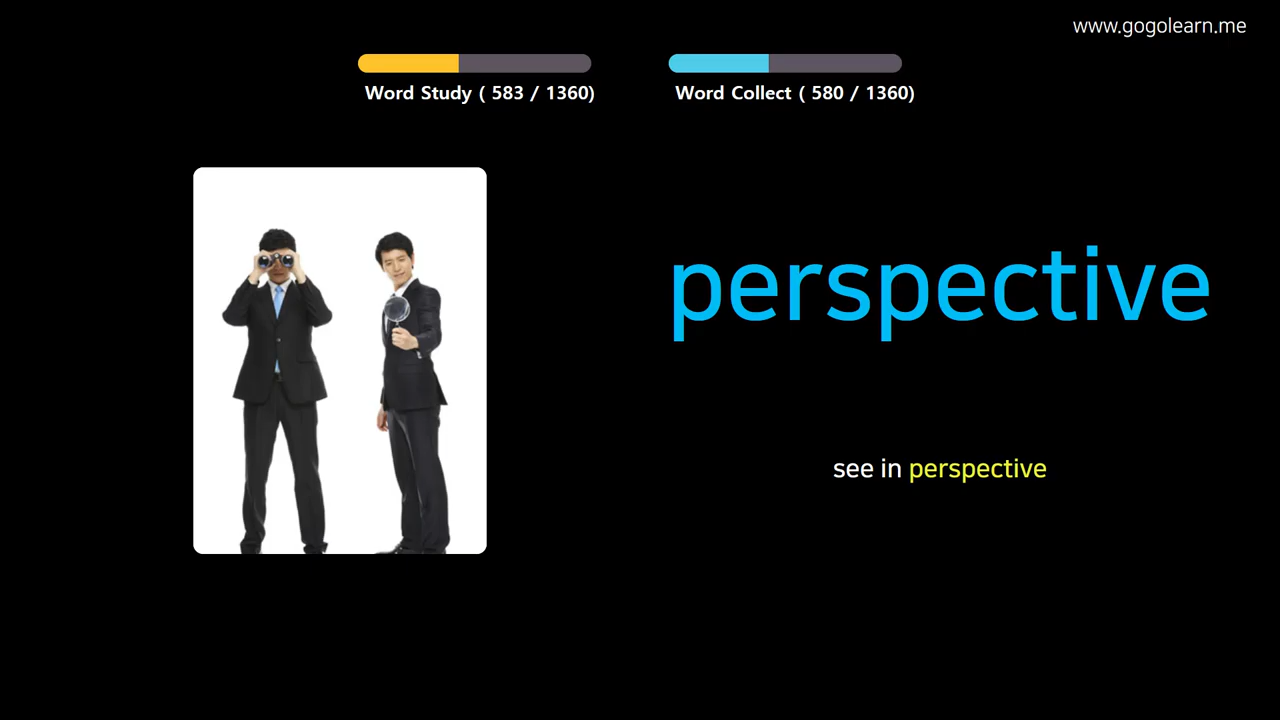 www.gogolearn.me
Word Study ( 583 / 1360)
Word Collect ( 580 / 1360)
perspective
see in perspective